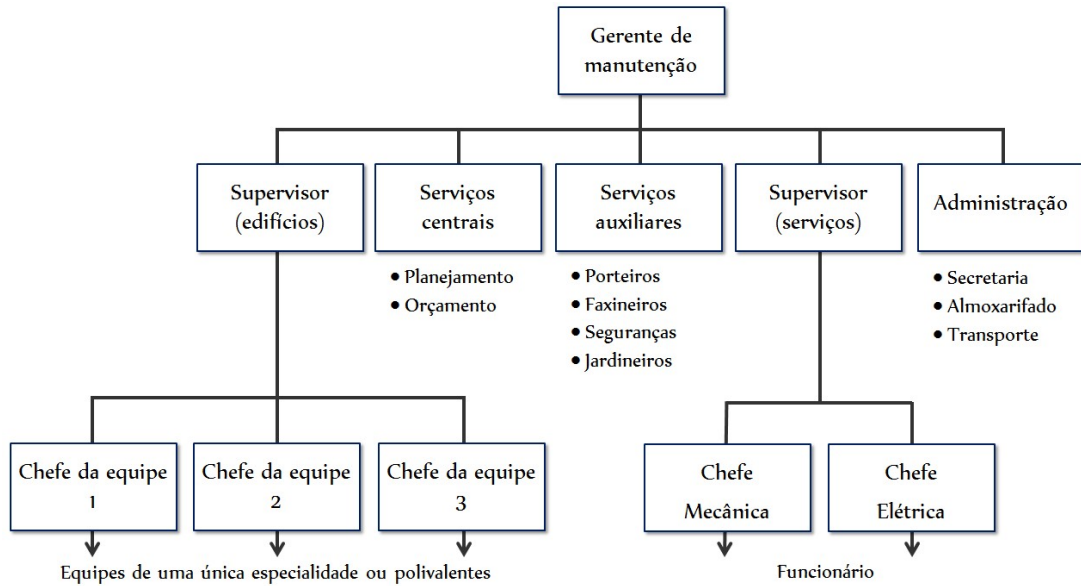 Gerente de
manutenção
Supervisor
(edifícios)
Serviços
centrais
Serviços
auxiliares
Supervisor
(serviços)
Administração
• Planejamento
• Orçamento
• Porteiros
• Faxineiros
• Seguranças
• Jardineiros
• Secretaria
• Almoxarifado
• Transporte
Chefe da equipe
1
Chefe da equipe
2
Chefe da equipe
3
Chefe
Mecânica
Chefe
Elétrica
Equipes de uma única especialidade ou polivalentes
Funcionário